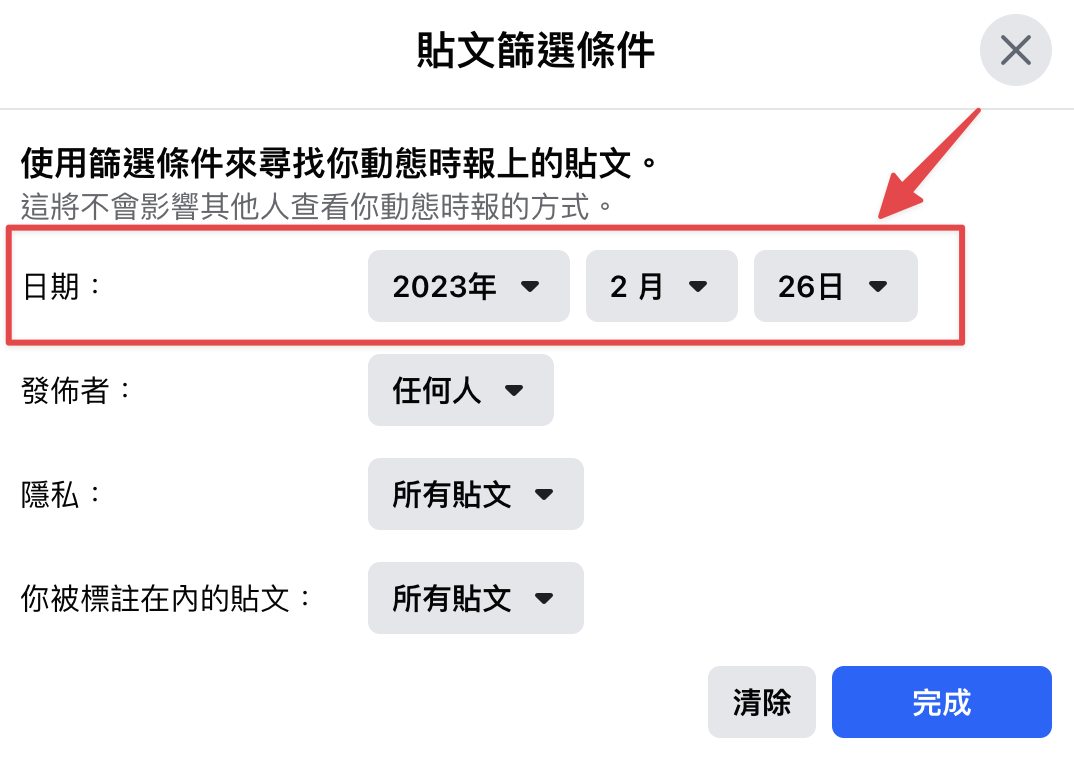 貼文篩選條件
使用篩選條件來尋找你動態時報上的貼文。
這將不會影響其他人查看你動態時報的方式。
日期： 2023年 2 月 26日
發佈者： 任何人
隱私： 所有貼文
你被標註在內的貼文： 所有貼文
清除 完成